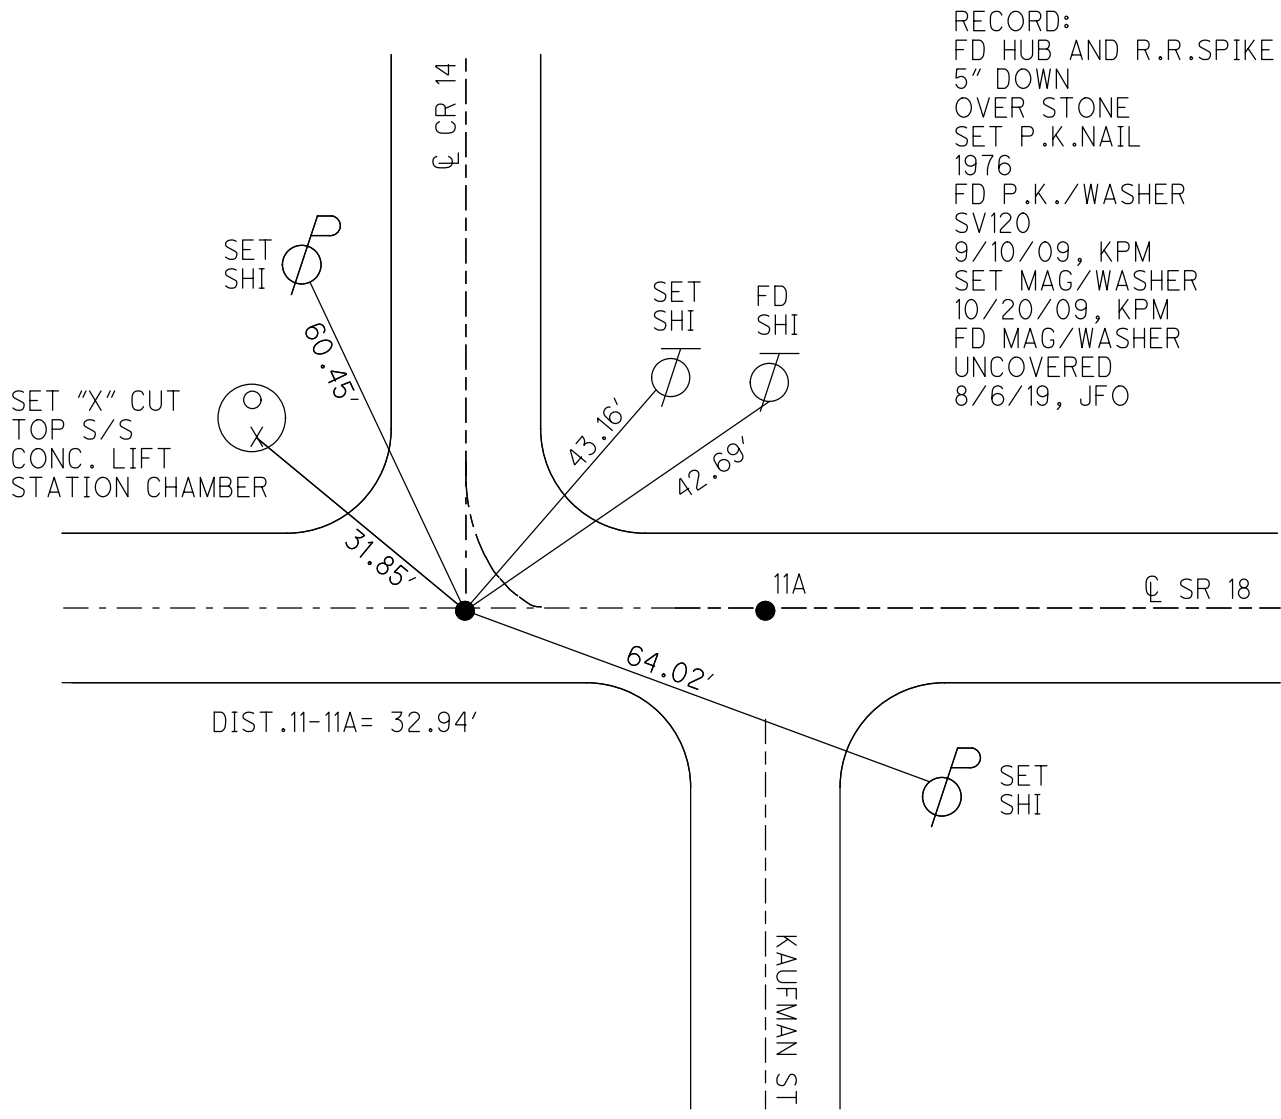 RECORD:
FD HUB AND R.R.SPIKE
5" DOWN
OVER STONE
SET P.K.NAIL
1976
FD P.K./WASHER
SV120
9/10/09, KPM
SET MAG/WASHER
10/20/09, KPM
FD MAG/WASHER
UNCOVERED
8/6/19, JFO
℄ CR 14
SET
SHI
60.45'
SET
SHI
FD
SHI
43.16'
42.69'
SET "X" CUT
TOP S/S
CONC. LIFT
STATION CHAMBER
X
31.85'
11A
℄ SR 18
64.02'
DIST.11-11A= 32.94'
SET
SHI
KAUFMAN ST